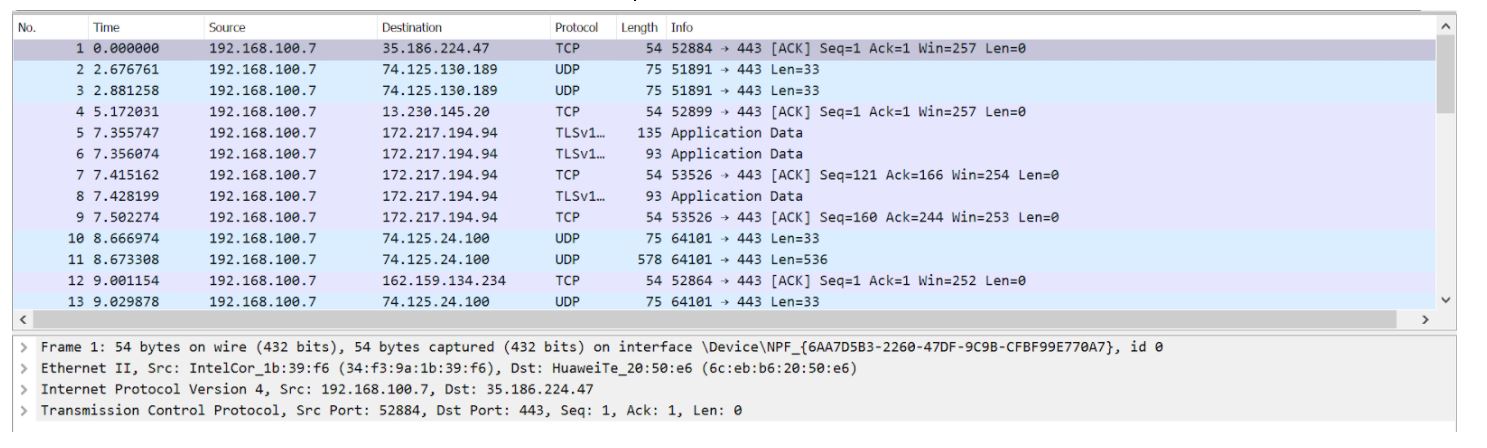 No. Time Source Destination Protocol Length Info
1 0.000000 192.168.100.7 35.186.224.47 TCP 54 52884 → 443 [ACK] Seq=1 Ack=1 Win=257 Len=0
2 2.676761 192.168.100.7 74.125.130.189 UDP 75 51891 → 443 Len=33
3 2.881258 192.168.100.7 74.125.130.189 UDP 75 51891 → 443 Len=33
4 5.172031 192.168.100.7 13.230.145.20 TCP 54 52899 → 443 [ACK] Seq=1 Ack=1 Win=257 Len=0
5 7.355747 192.168.100.7 172.217.194.94 TLSv1… 135 Application Data
6 7.356074 192.168.100.7 172.217.194.94 TLSv1… 93 Application Data
7 7.415162 192.168.100.7 172.217.194.94 TCP 54 53526 → 443 [ACK] Seq=121 Ack=166 Win=254 Len=0
8 7.428199 192.168.100.7 172.217.194.94 TLSv1… 93 Application Data
9 7.502274 192.168.100.7 172.217.194.94 TCP 54 53526 → 443 [ACK] Seq=160 Ack=244 Win=253 Len=0
10 8.666974 192.168.100.7 74.125.24.100 UDP 75 64101 → 443 Len=33
11 8.673308 192.168.100.7 74.125.24.100 UDP 578 64101 → 443 Len=536
12 9.001154 192.168.100.7 162.159.134.234 TCP 54 52864 → 443 [ACK] Seq=1 Ack=1 Win=252 Len=0
13 9.029878 192.168.100.7 74.125.24.100 UDP 75 64101 → 443 Len=33
Frame 1: 54 bytes on wire (432 bits), 54 bytes captured (432 bits) on interface \Device\NPF_{6AA7D5B3-2260-47DF-9C9B-CFBF99E770A7}, id 0
Ethernet II, Src: IntelCor_1b:39:f6 (34:f3:9a:1b:39:f6), Dst: HuaweiTe_20:50:e6 (6c:eb:b6:20:50:e6)
Internet Protocol Version 4, Src: 192.168.100.7, Dst: 35.186.224.47
Transmission Control Protocol, Src Port: 52884, Dst Port: 443, Seq: 1, Ack: 1, Len: 0